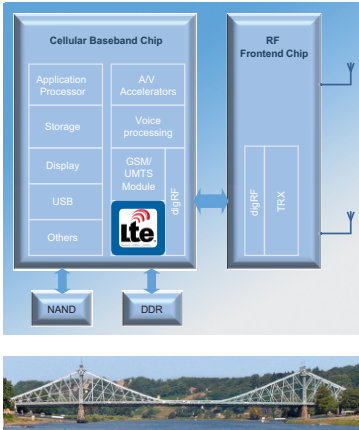 Cellular Baseband Chip
Application
Processor
Storage
Display
USB
Others
A/V
Accelerators
Voice
processing
GSM/
UMTS
Module
digRF
Lte
RF
Frontend Chip
digRF
TRX
NAND
DDR